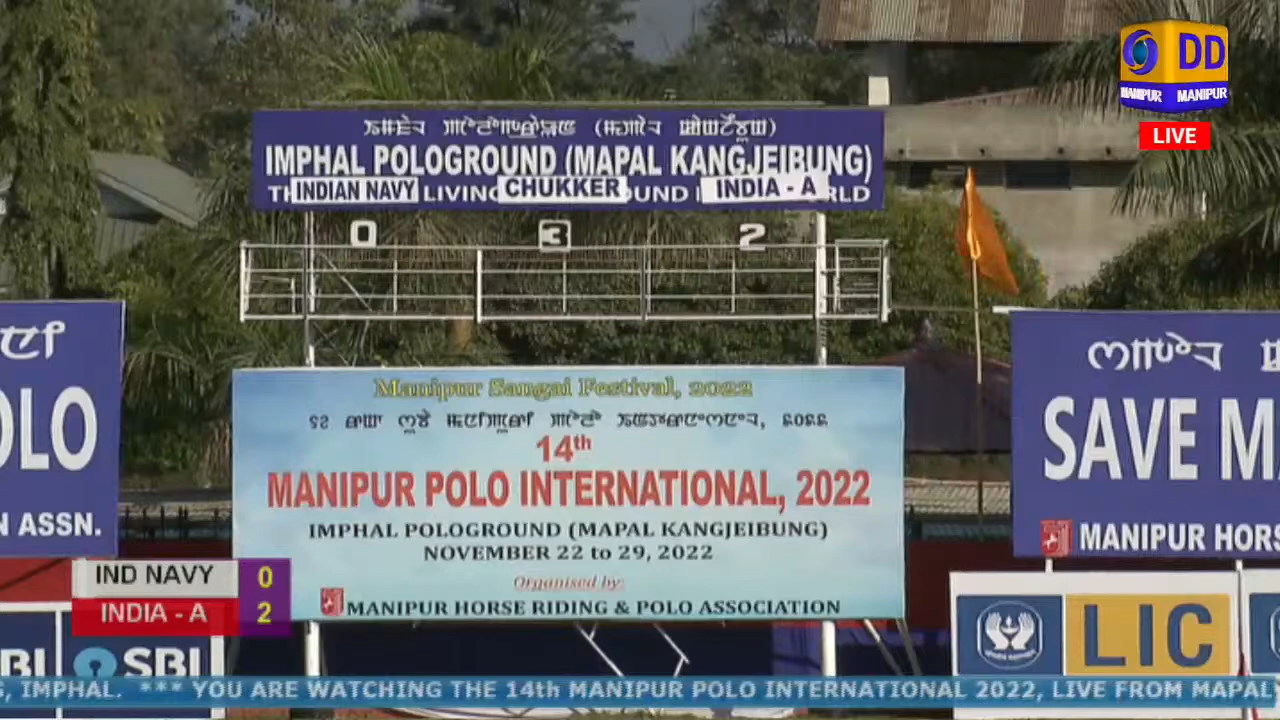 DD
MANIPUR MANIPUR
LIVE
IMPHAL POLOGROUND (MAPAL KANGJEIBUNG)
INDIAN NAVY LIVING CHUKKER INDIA - A
0 3 2
OLO
N ASSN.
Manipur Sangai Festival, 2022
14th
MANIPUR POLO INTERNATIONAL, 2022
IMPHAL POLOGROUND (MAPAL KANGJEIBUNG)
NOVEMBER 22 to 29, 2022
Organised by:
MANIPUR HORSE RIDING & POLO ASSOCIATION
SAVE M
MANIPUR HORS
IND NAVY 0
INDIA - A 2
BI SBI
LIC
, IMPHAL. *** YOU ARE WATCHING THE 14th MANIPUR POLO INTERNATIONAL 2022, LIVE FROM MAPAL